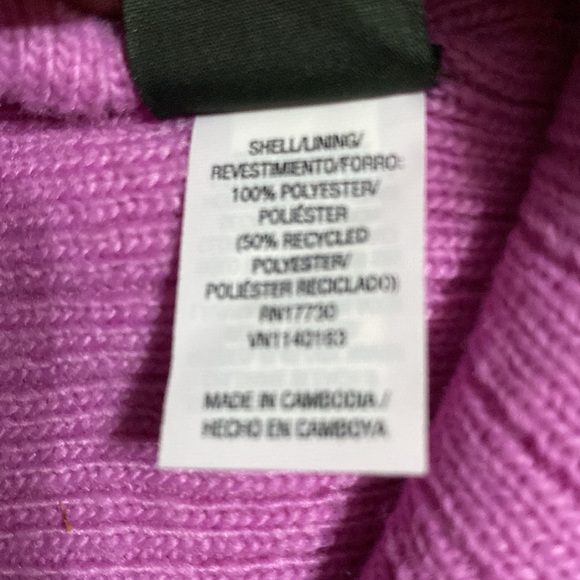 SHELL/LINING/
REVESTIMIENTO/FORRO:
100% POLYESTER/
POLIÉSTER
(50% RECYCLED
POLYESTER/
POLIÉSTER RECICLADO)
RN17730
VN1140163
MADE IN CAMBODIA /
HECHO EN CAMBOYA